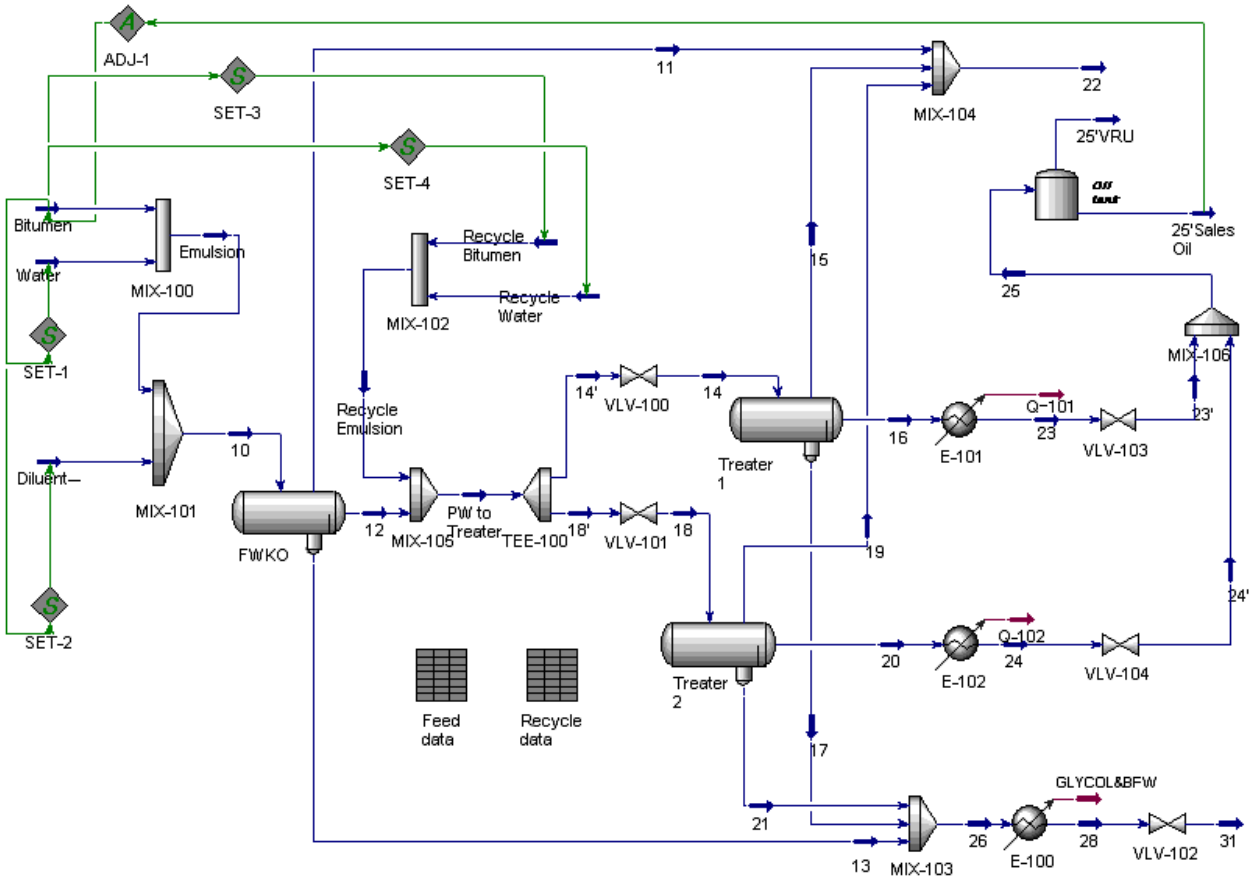 A
ADJ-1
S
SET-3
S
SET-4
11
MIX-104
22
25'VRU
Oil
tank
25'Sales
Oil
Bitumen
Emulsion
Water
MIX-100
Recycle
Bitumen
Recycle
Water
MIX-102
15
25
S
SET-1
MIX-106
14'
VLV-100
14
Recycle
Emulsion
Treater
1
16
Q-101
23
E-101
23'
VLV-103
10
Diluent
MIX-101
FWKO
12
MIX-105
PW to
Treater
TEE-100
18'
VLV-101
18
19
24'
S
SET-2
Treater
2
20
Q-102
24
E-102
VLV-104
Feed
data
Recycle
data
17
GLYCOL&BFW
21
13
MIX-103
26
E-100
28
VLV-102
31